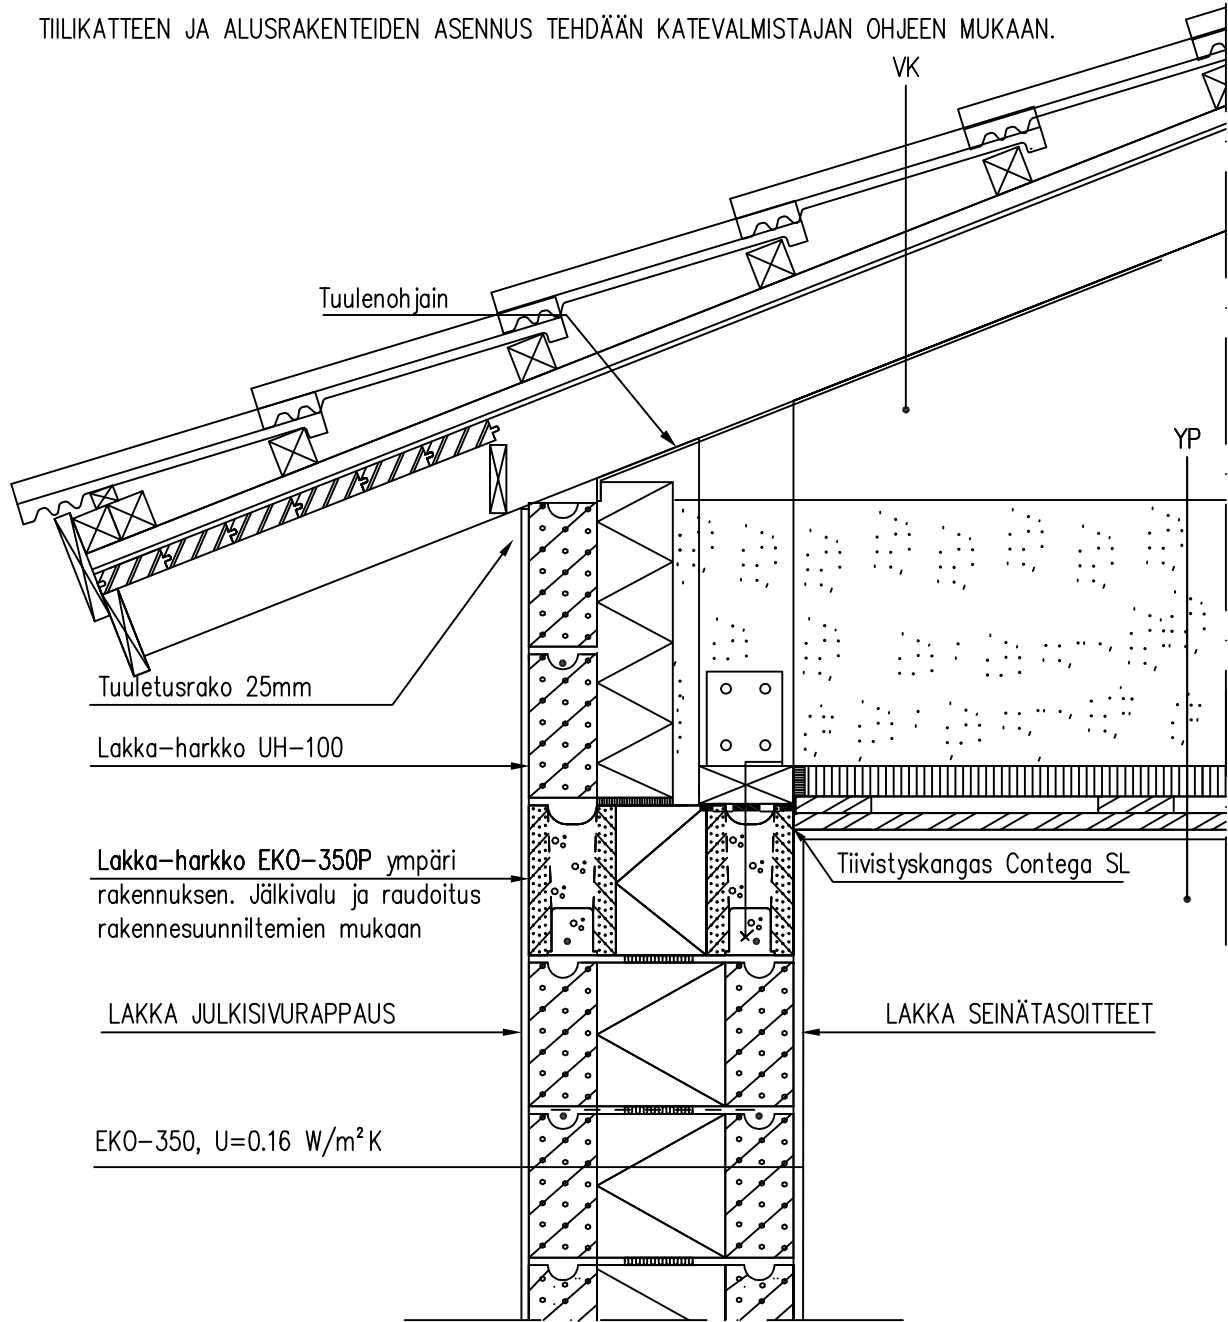 TIILIKATTEEN JA ALUSRAKENTEIDEN ASENNUS TEHDÄÄN KATEVALMISTAJAN OHJEEN MUKAAN.
VK
Tuulenohjain
YP
Tuuletusrako 25mm
Lakka-harkko UH-100
Lakka-harkko EKO-350P ympäri
rakennuksen. Jälkivalu ja raudoitus
rakennesuunniltemien mukaan
Tiivistyskangas Contega SL
LAKKA JULKISIVURAPPAUS
LAKKA SEINÄTASOITTEET
EKO-350, U=0.16 W/m²K